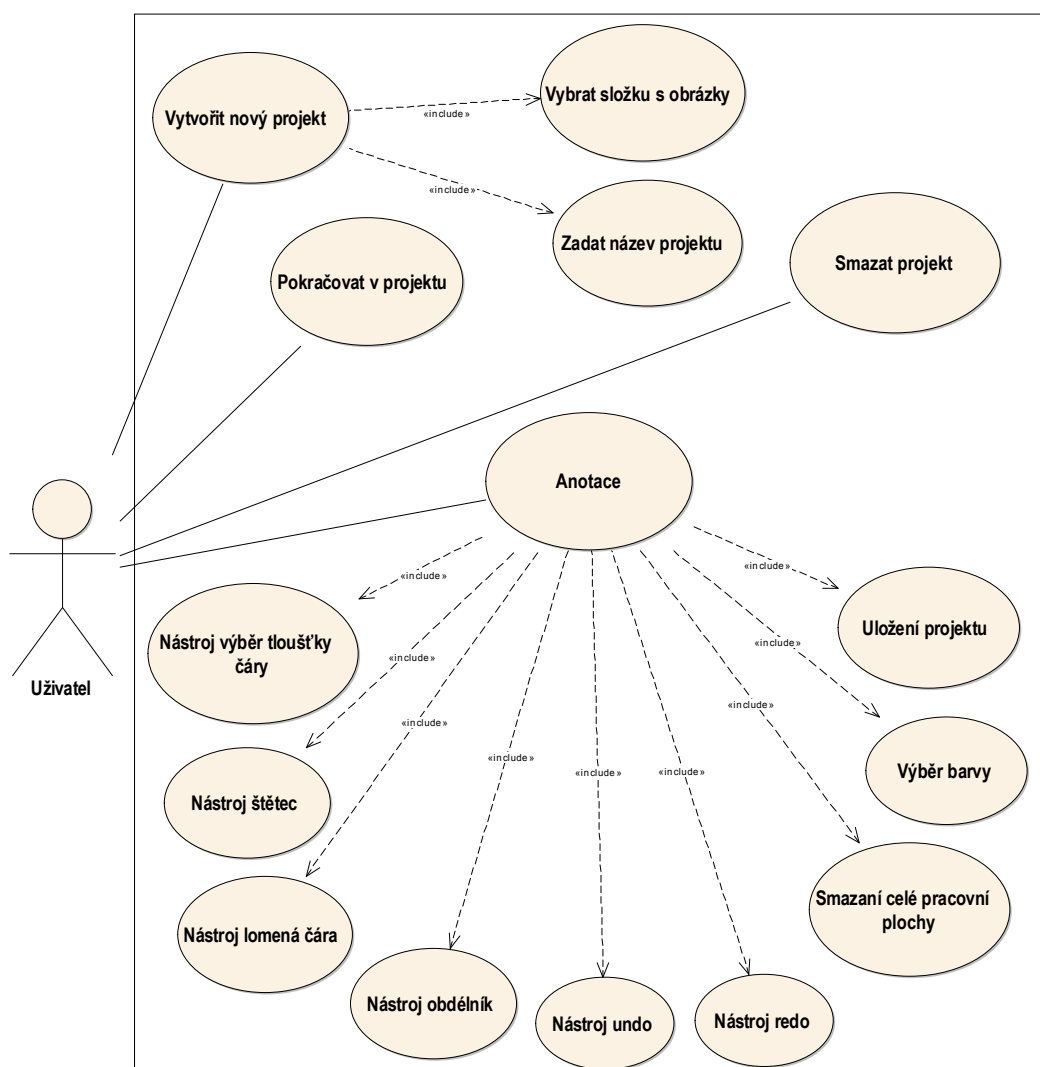 Vytvořit nový projekt
«include»
Vybrat složku s obrázky
«include»
Zadat název projektu
Pokračovat v projektu
Smazat projekt
Anotace
Uživatel
«include»
Nástroj výběr tloušťky
čáry
«include»
Uložení projektu
«include»
Nástroj štětec
«include»
Výběr barvy
«include»
Nástroj lomená čára
«include»
Smazaní celé pracovní
plochy
«include»
Nástroj obdélník
«include»
Nástroj undo
«include»
Nástroj redo